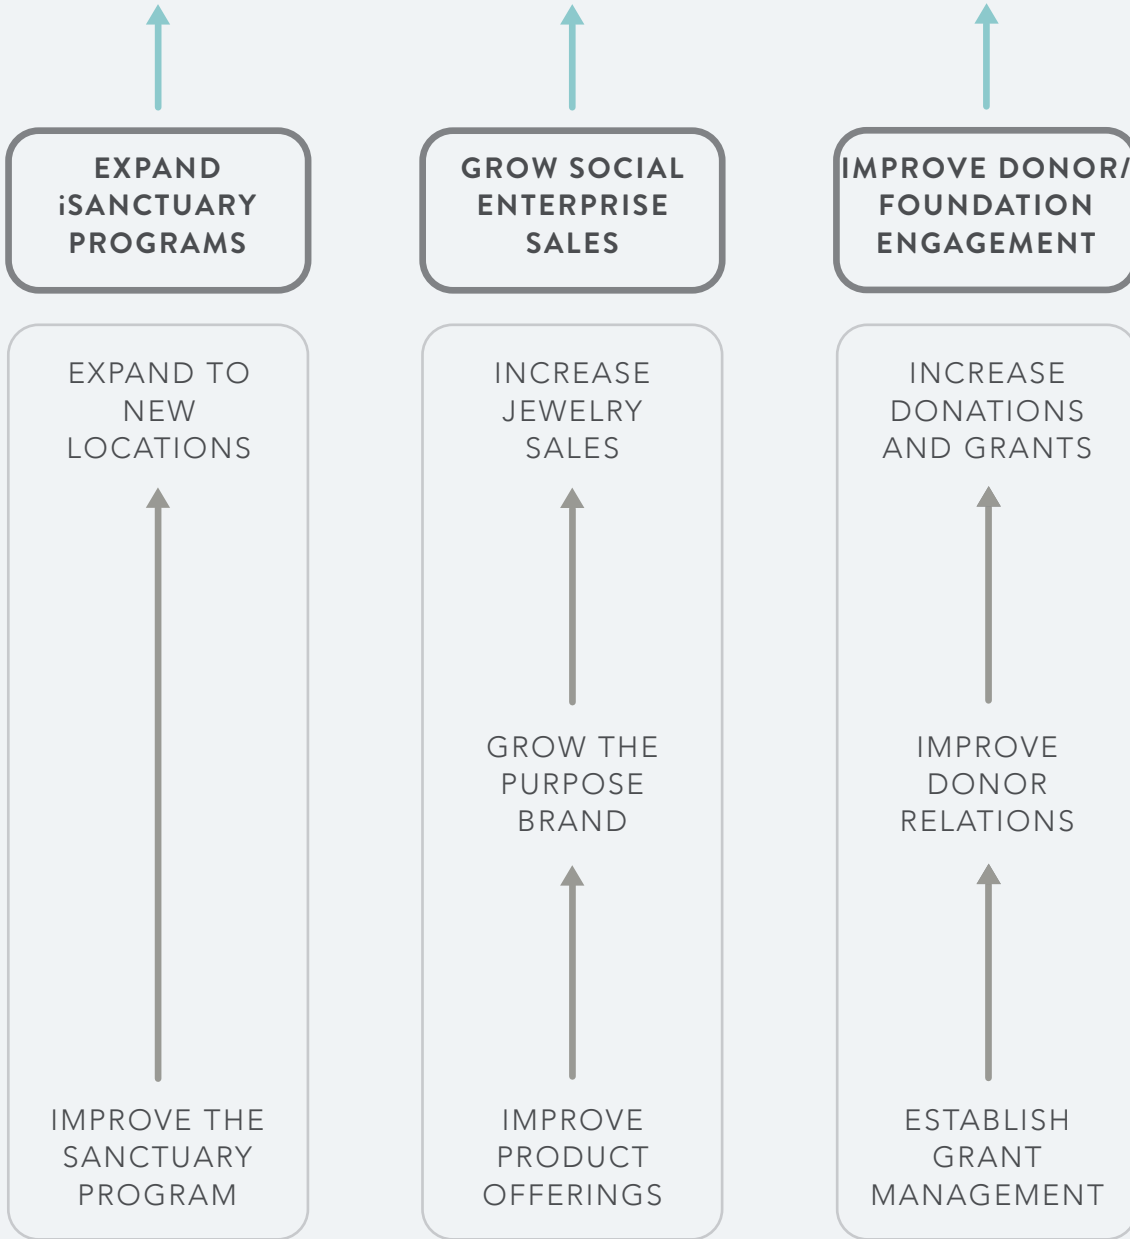 EXPAND
iSANCTUARY
PROGRAMS
GROW SOCIAL
ENTERPRISE
SALES
IMPROVE DONOR/
FOUNDATION
ENGAGEMENT
EXPAND TO
NEW
LOCATIONS
IMPROVE THE
SANCTUARY
PROGRAM
INCREASE
JEWELRY
SALES
GROW THE
PURPOSE
BRAND
IMPROVE
PRODUCT
OFFERINGS
INCREASE
DONATIONS
AND GRANTS
IMPROVE
DONOR
RELATIONS
ESTABLISH
GRANT
MANAGEMENT